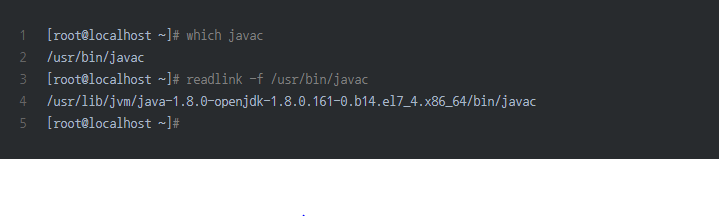 1 [root@localhost ~]# which javac
2 /usr/bin/javac
3 [root@localhost ~]# readlink -f /usr/bin/javac
4 /usr/lib/jvm/java-1.8.0-openjdk-1.8.0.161-0.b14.el7_4.x86_64/bin/javac
5 [root@localhost ~]#